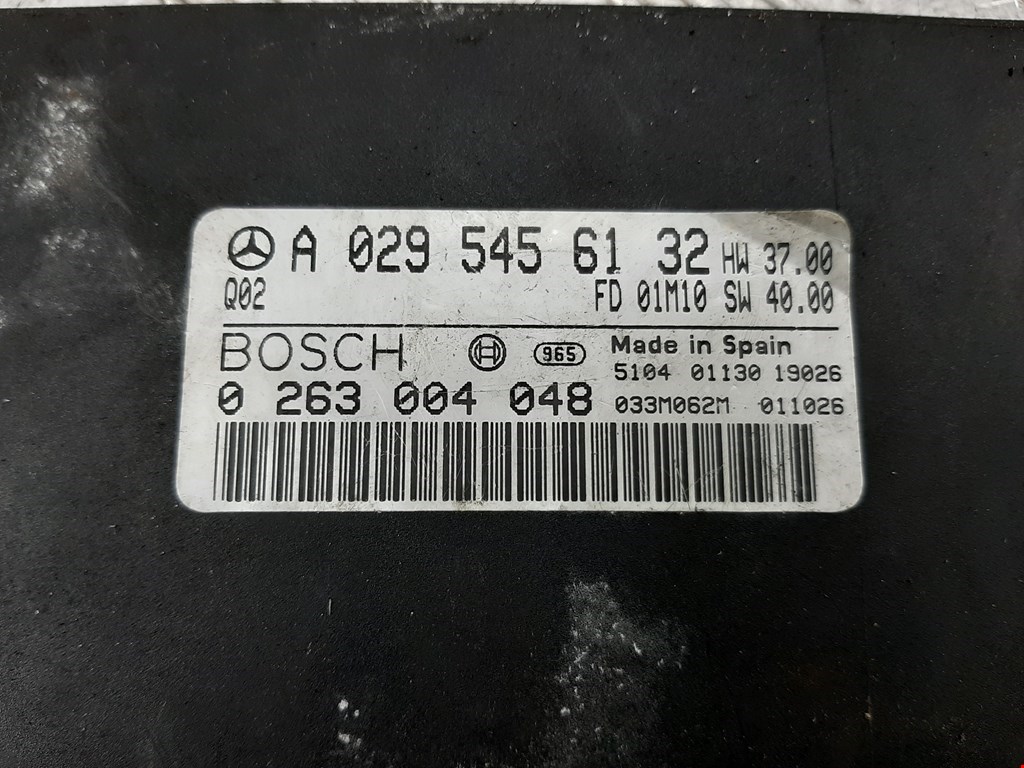 A 029 545 61 32 HW 37.00
Q02 FD 01M10 SW 40.00
BOSCH 965 Made in Spain
5104 01130 19026
0 263 004 048 033M062M 011026